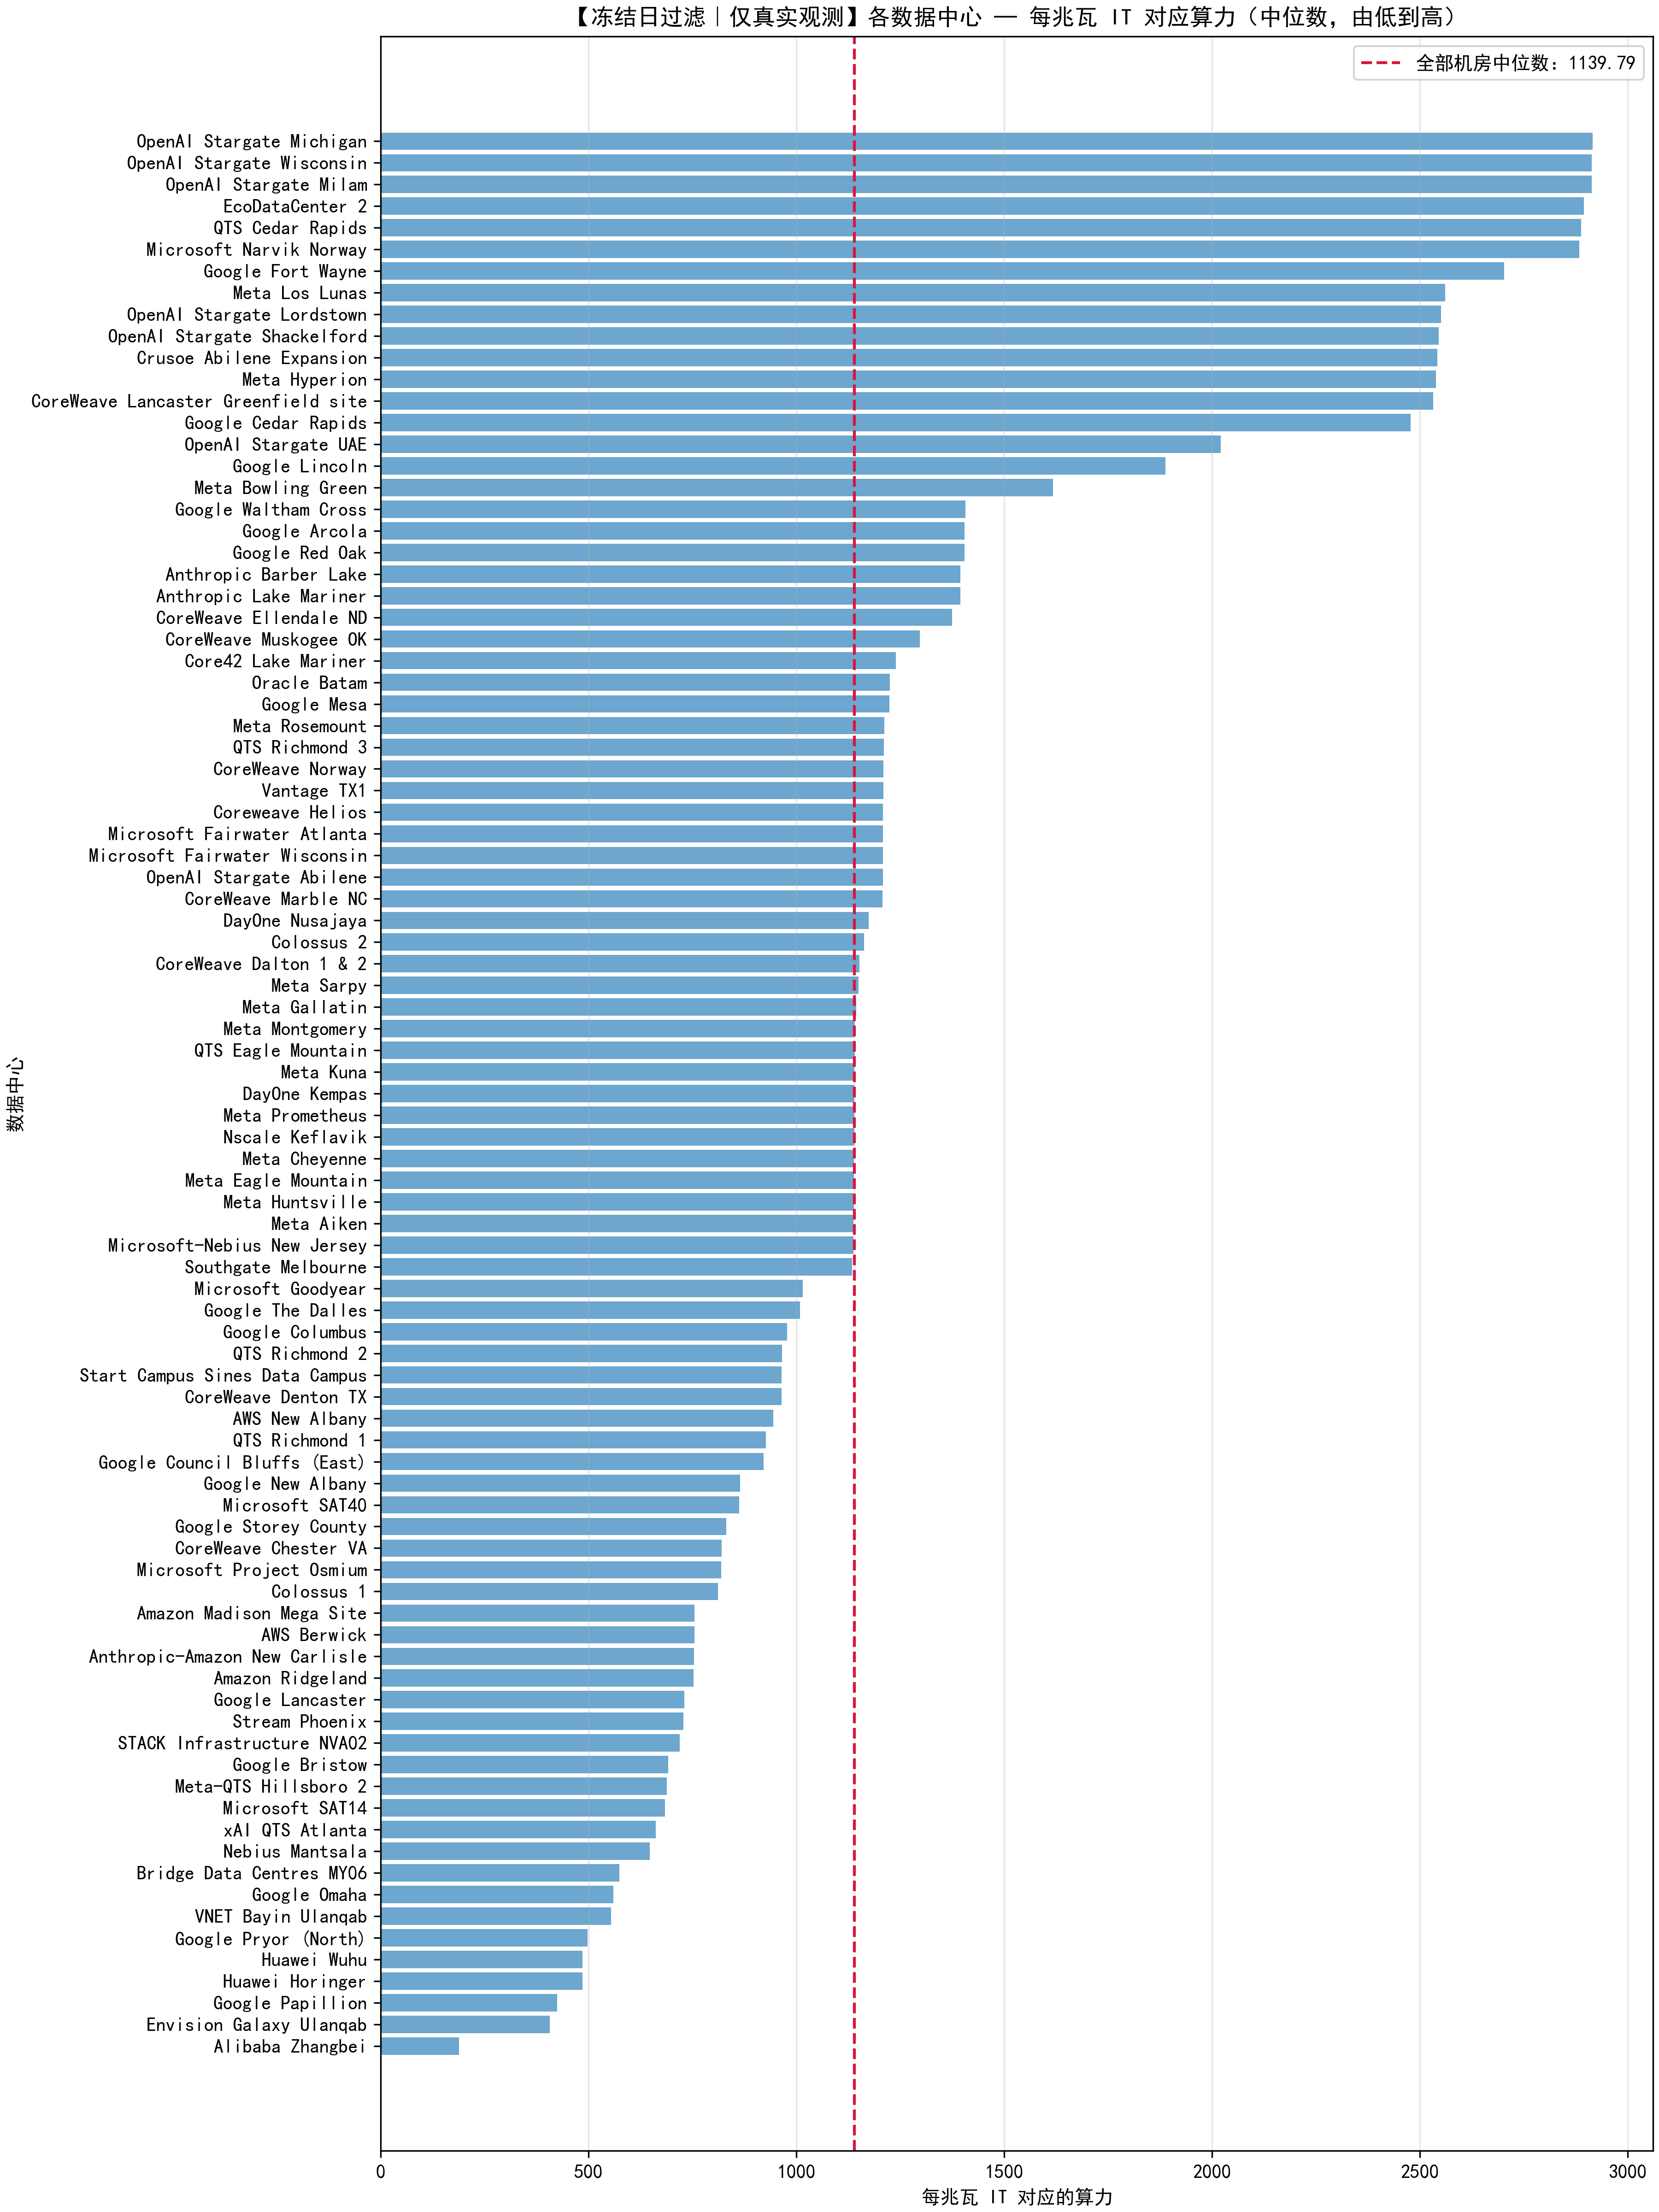 【冻结日过滤｜仅真实观测】各数据中心 — 每兆瓦 IT 对应算力（中位数，由低到高）
全部机房中位数：1139.79
OpenAI Stargate Michigan
OpenAI Stargate Wisconsin
OpenAI Stargate Milam
EcoDataCenter 2
QTS Cedar Rapids
Microsoft Narvik Norway
Google Fort Wayne
Meta Los Lunas
OpenAI Stargate Lordstown
OpenAI Stargate Shackelford
Crusoe Abilene Expansion
Meta Hyperion
CoreWeave Lancaster Greenfield site
Google Cedar Rapids
OpenAI Stargate UAE
Google Lincoln
Meta Bowling Green
Google Waltham Cross
Google Arcola
Google Red Oak
Anthropic Barber Lake
Anthropic Lake Mariner
CoreWeave Ellendale ND
CoreWeave Muskogee OK
Core42 Lake Mariner
Oracle Batam
Google Mesa
Meta Rosemount
QTS Richmond 3
CoreWeave Norway
Vantage TX1
Coreweave Helios
Microsoft Fairwater Atlanta
Microsoft Fairwater Wisconsin
OpenAI Stargate Abilene
CoreWeave Marble NC
DayOne Nusajaya
Colossus 2
CoreWeave Dalton 1 & 2
Meta Sarpy
Meta Gallatin
Meta Montgomery
QTS Eagle Mountain
Meta Kuna
DayOne Kempas
Meta Prometheus
Nscale Keflavik
Meta Cheyenne
Meta Eagle Mountain
Meta Huntsville
Meta Aiken
Microsoft-Nebius New Jersey
Southgate Melbourne
Microsoft Goodyear
Google The Dalles
Google Columbus
QTS Richmond 2
Start Campus Sines Data Campus
CoreWeave Denton TX
AWS New Albany
QTS Richmond 1
Google Council Bluffs (East)
Google New Albany
Microsoft SAT40
Google Storey County
CoreWeave Chester VA
Microsoft Project Osmium
Colossus 1
Amazon Madison Mega Site
AWS Berwick
Anthropic-Amazon New Carlisle
Amazon Ridgeland
Google Lancaster
Stream Phoenix
STACK Infrastructure NVA02
Google Bristow
Meta-QTS Hillsboro 2
Microsoft SAT14
xAI QTS Atlanta
Nebius Mantsala
Bridge Data Centres MY06
Google Omaha
VNET Bayin Ulanqab
Google Pryor (North)
Huawei Wuhu
Huawei Horinger
Google Papillion
Envision Galaxy Ulanqab
Alibaba Zhangbei
数据中心
0 500 1000 1500 2000 2500 3000
每兆瓦 IT 对应的算力